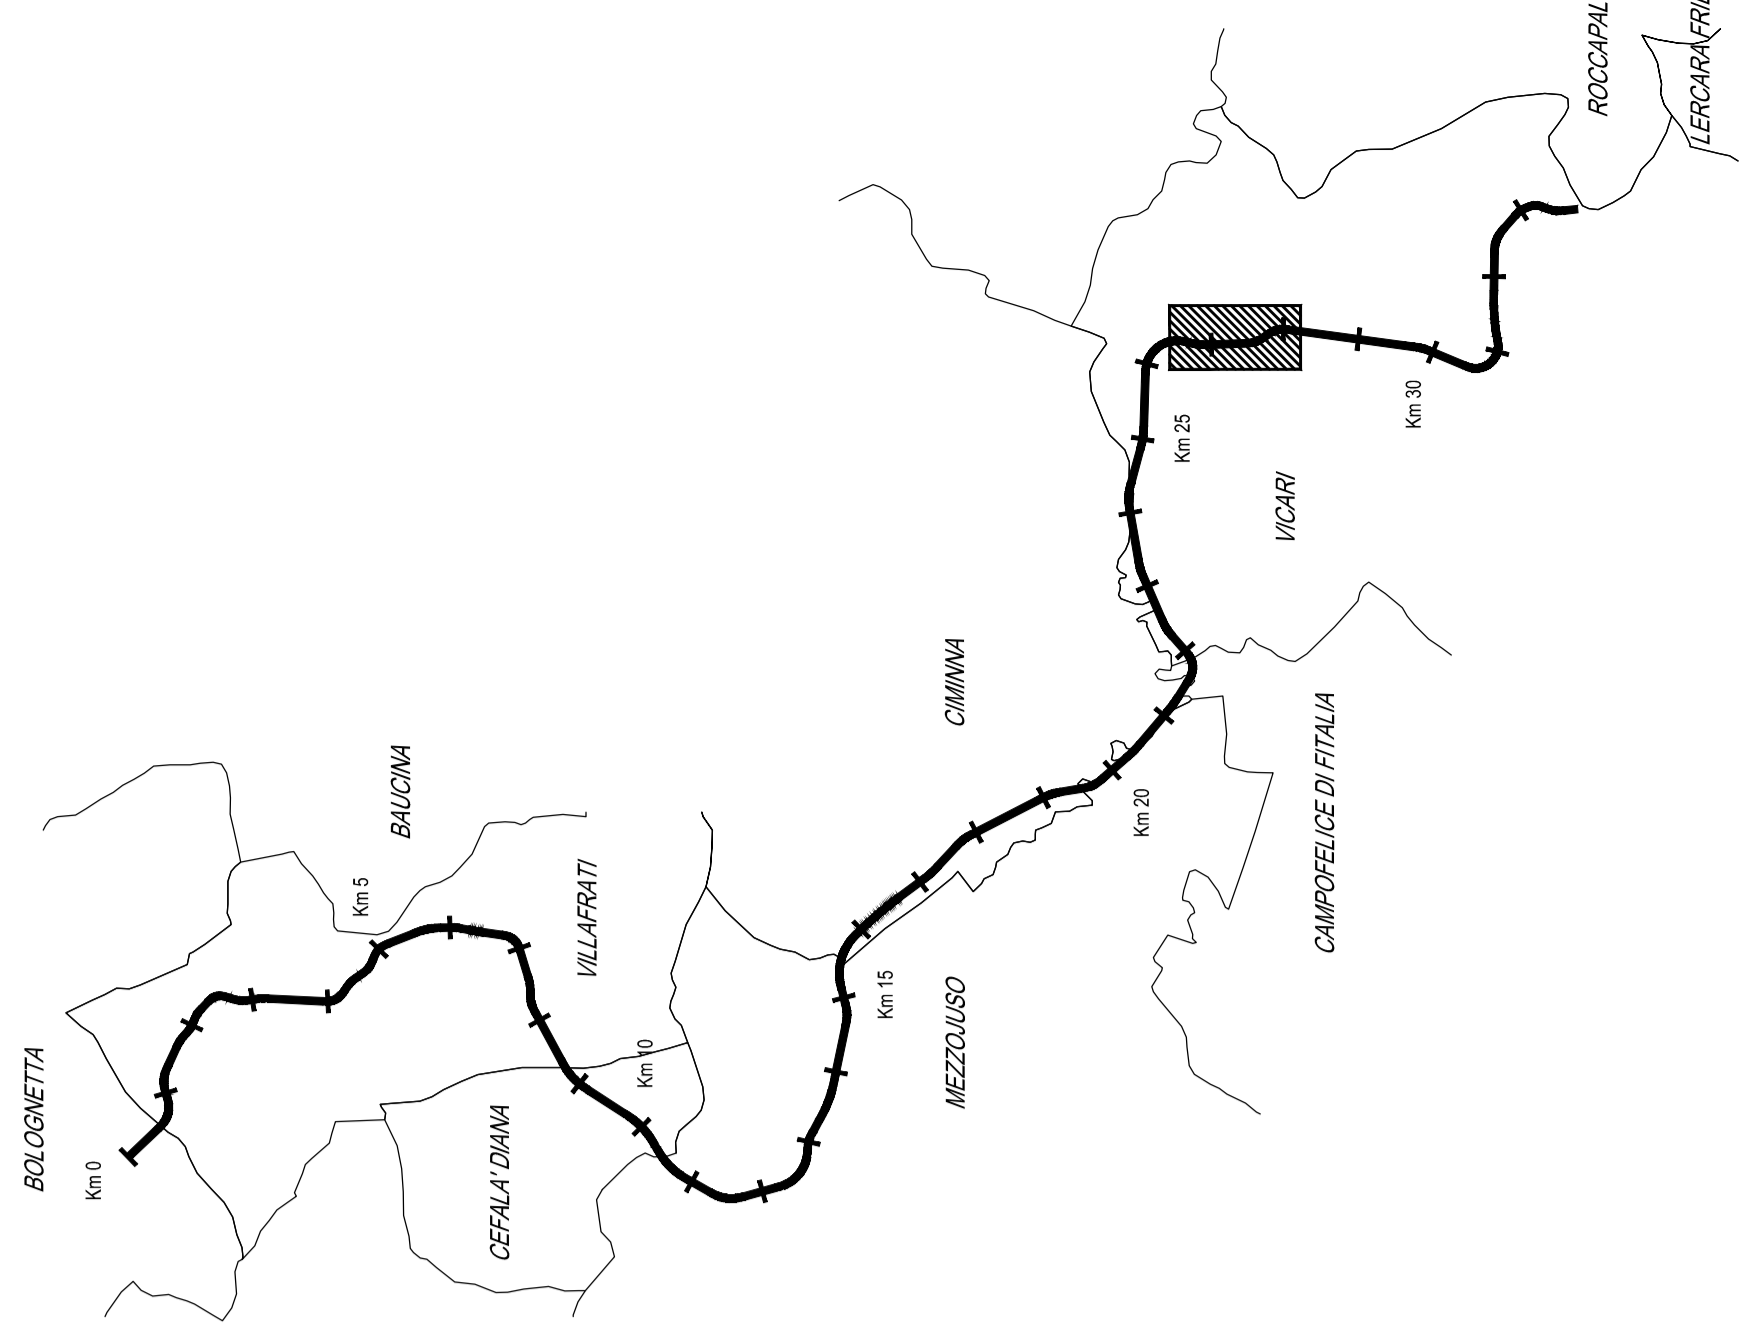 BOLOGNETTA
Km 0
BAUCINA
Km 5
VILLAFRATI
CEFALA' DIANA
Km 10
CIMINNA
Km 15
MEZZOJUSO
Km 20
CAMPOFELICE DI FITALIA
Km 25
VICARI
Km 30
ROCCAPAL
LERCARA FRID